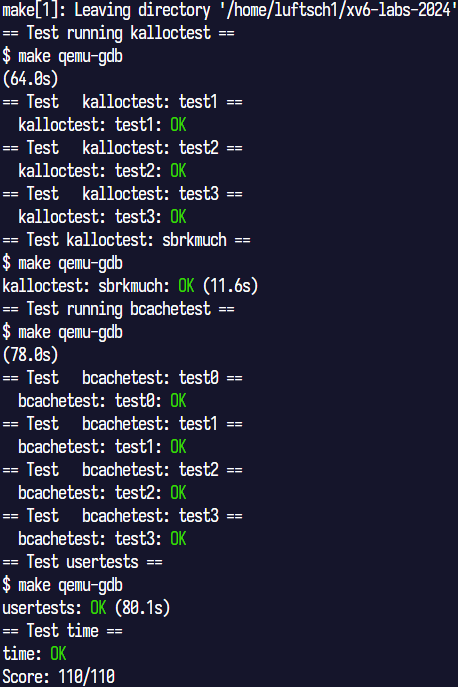 make[1]: Leaving directory '/home/luftsch1/xv6-labs-2024'
== Test running kalloctest ==
$ make qemu-gdb
(64.0s)
== Test   kalloctest: test1 ==
  kalloctest: test1: OK
== Test   kalloctest: test2 ==
  kalloctest: test2: OK
== Test   kalloctest: test3 ==
  kalloctest: test3: OK
== Test kalloctest: sbrkmuch ==
$ make qemu-gdb
kalloctest: sbrkmuch: OK (11.6s)
== Test running bcachetest ==
$ make qemu-gdb
(78.0s)
== Test   bcachetest: test0 ==
  bcachetest: test0: OK
== Test   bcachetest: test1 ==
  bcachetest: test1: OK
== Test   bcachetest: test2 ==
  bcachetest: test2: OK
== Test   bcachetest: test3 ==
  bcachetest: test3: OK
== Test usertests ==
$ make qemu-gdb
usertests: OK (80.1s)
== Test time ==
time: OK
Score: 110/110